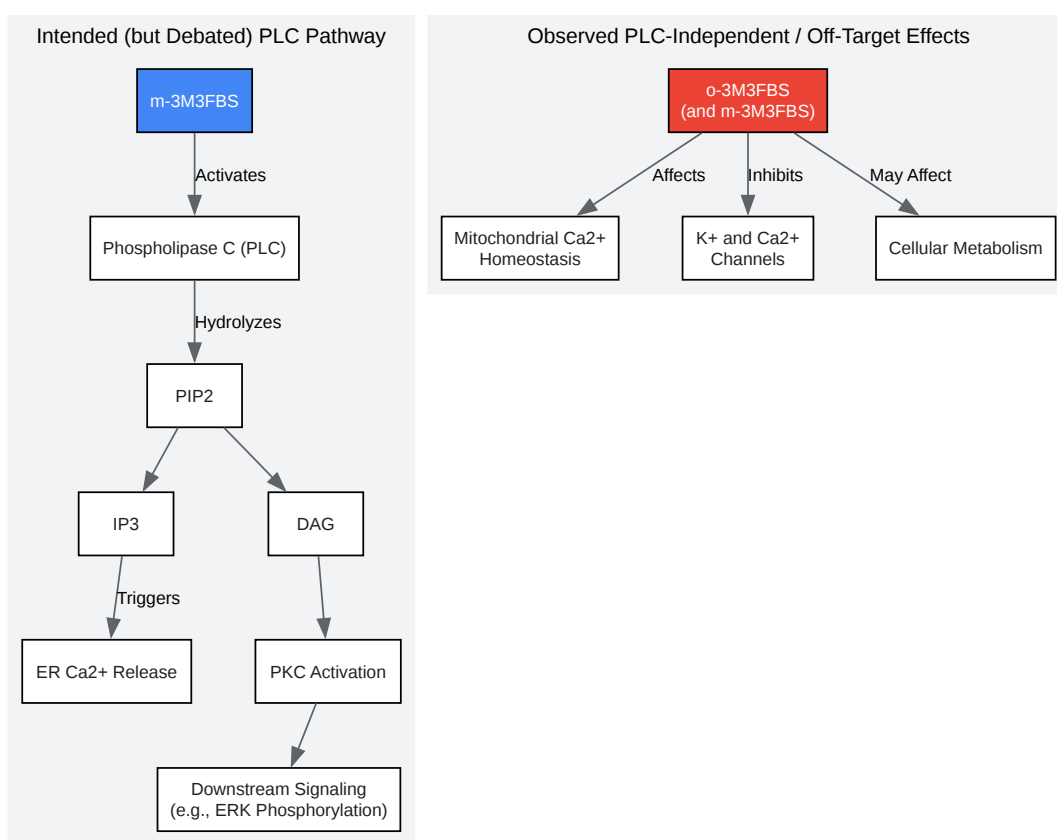 Intended (but Debated) PLC Pathway
m-3M3FBS
Activates
Phospholipase C (PLC)
Hydrolyzes
PIP2
IP3
DAG
Triggers
ER Ca2+ Release
PKC Activation
Downstream Signaling
(e.g., ERK Phosphorylation)
Observed PLC-Independent / Off-Target Effects
o-3M3FBS
(and m-3M3FBS)
Affects
Inhibits
May Affect
Mitochondrial Ca2+
Homeostasis
K+ and Ca2+
Channels
Cellular Metabolism